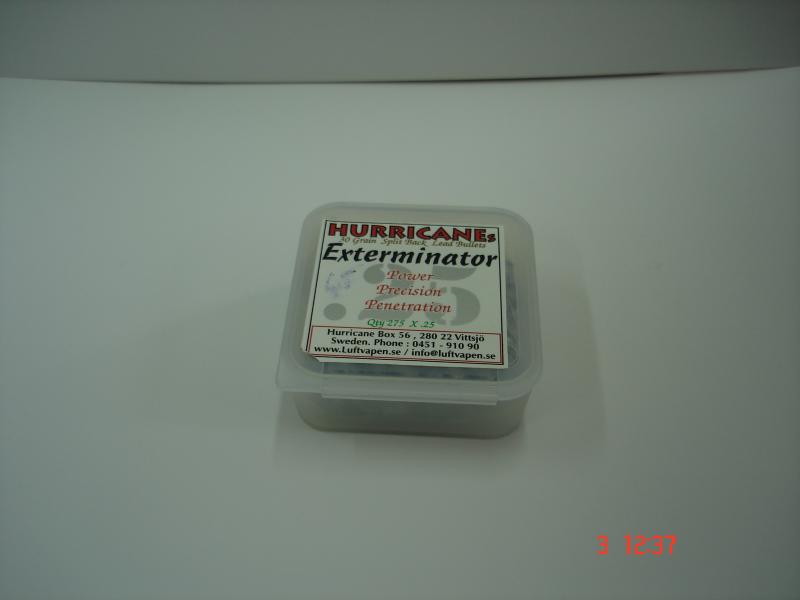 HURRICANEs
30 Grain Split Back Lead Bullets
Exterminator
.25
Power
Precision
Penetration
Qty 275 X .25
Hurricane Box 56 , 280 22 Vittsjö
Sweden. Phone : 0451 - 910 90
www.Luftvapen.se / info@luftvapen.se
3 12:37